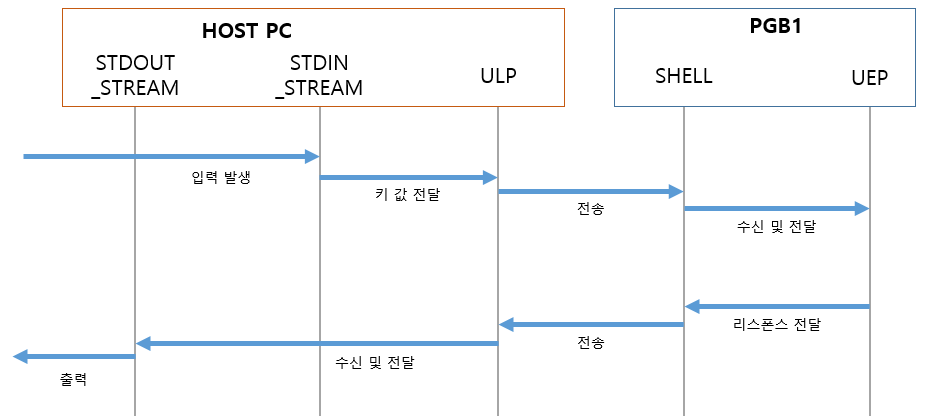 HOST PC
PGB1
STDOUT
_STREAM
STDIN
_STREAM
ULP
SHELL
UEP
입력 발생
키 값 전달
전송
수신 및 전달
리스폰스 전달
전송
수신 및 전달
출력